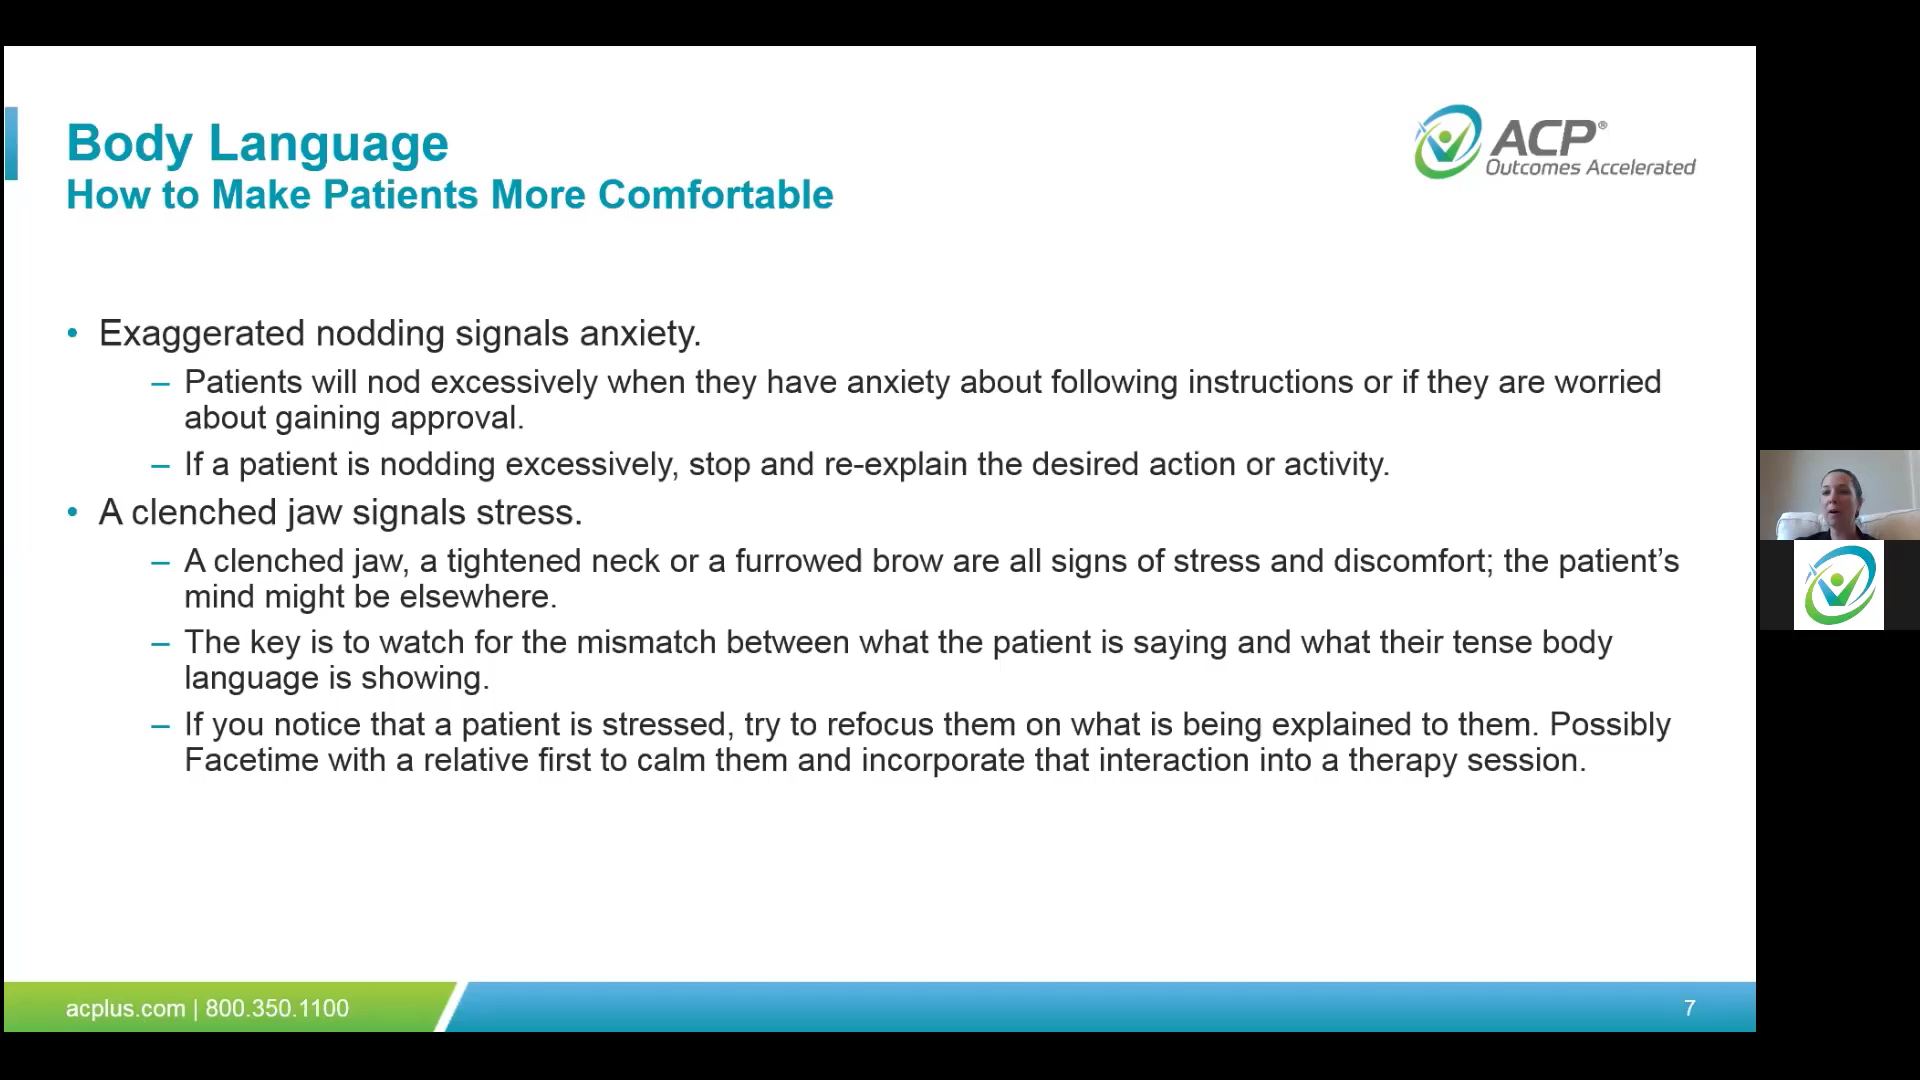 Body Language
How to Make Patients More Comfortable
ACP®
Outcomes Accelerated
• Exaggerated nodding signals anxiety.
– Patients will nod excessively when they have anxiety about following instructions or if they are worried
about gaining approval.
– If a patient is nodding excessively, stop and re-explain the desired action or activity.
• A clenched jaw signals stress.
– A clenched jaw, a tightened neck or a furrowed brow are all signs of stress and discomfort; the patient’s
mind might be elsewhere.
– The key is to watch for the mismatch between what the patient is saying and what their tense body
language is showing.
– If you notice that a patient is stressed, try to refocus them on what is being explained to them. Possibly
Facetime with a relative first to calm them and incorporate that interaction into a therapy session.
acplus.com | 800.350.1100
7